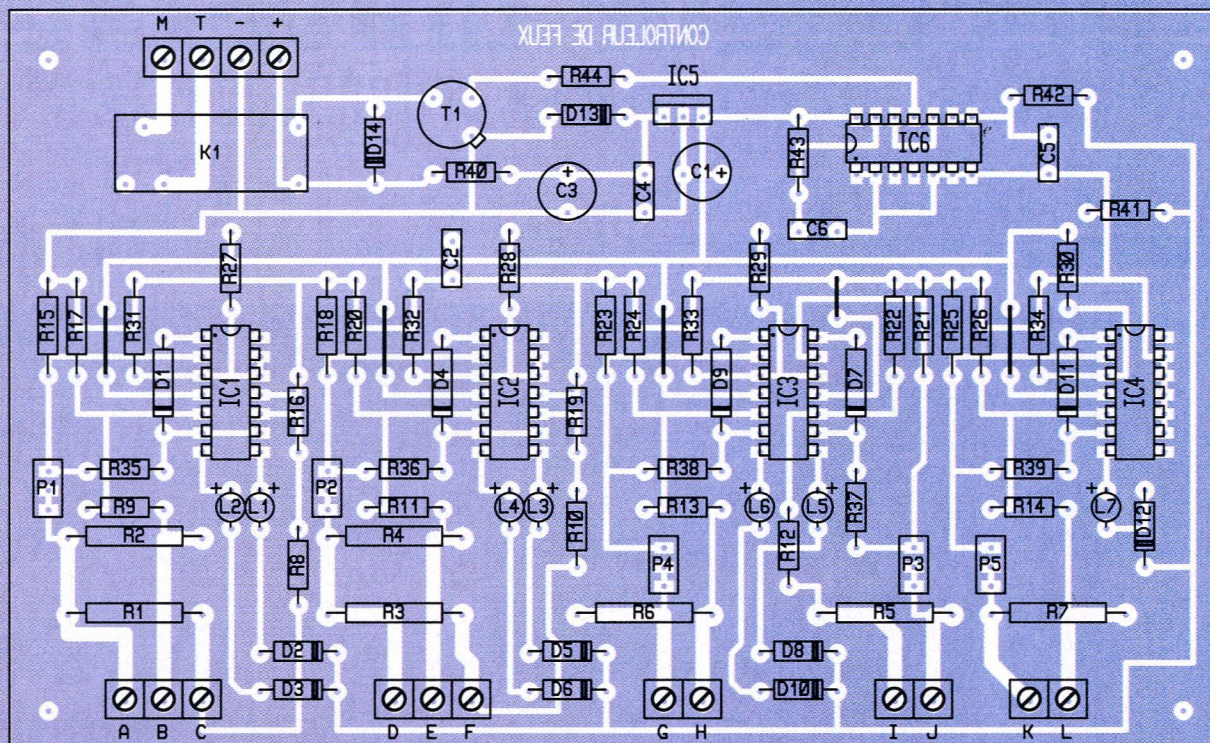 M T - +
CONTROLEUR DE FEUX
R44
IC5
R42
T1
D13
D14
K1
R43
IC6
C5
R40
C3
C4
C1 +
R41
C6
R27
C2
R28
R29
R30
R15
R17
R31
R18
R20
R32
R23
R24
R33
R22
R21
R25
R26
R34
D1
IC1
D4
IC2
D9
IC3
D7
D11
IC4
R16
R19
P1
R35
P2
R36
R38
R37
R39
R9
L2
L1
R11
L4
L3
R10
R13
L6
L5
R14
L7
D12
R2
R4
R12
R8
P4
P3
P5
R1
R3
R6
R5
R7
D2
D5
D8
D3
D6
D10
A B C D E F G H I J K L